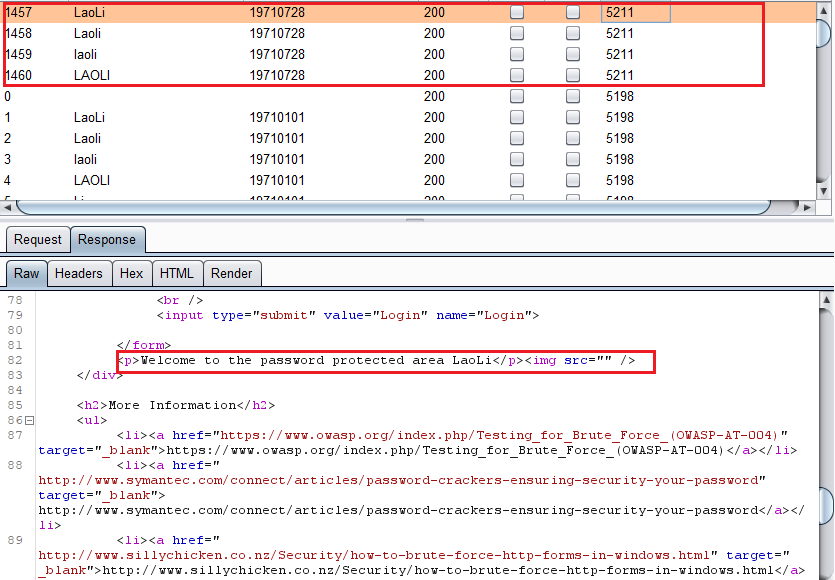 1457 LaoLi 19710728 200 5211
1458 Laoli 19710728 200 5211
1459 laoli 19710728 200 5211
1460 LAOLI 19710728 200 5211
0 200 5198
1 LaoLi 19710101 200 5198
2 Laoli 19710101 200 5198
3 laoli 19710101 200 5198
4 LAOLI 19710101 200 5198
Request Response
Raw Headers Hex HTML Render
78 <br />
79 <input type="submit" value="Login" name="Login">
80
81 </form>
82 <p>Welcome to the password protected area LaoLi</p><img src="" />
83 </div>
84
85 <h2>More Information</h2>
86 <ul>
87 <li><a href="https://www.owasp.org/index.php/Testing_for_Brute_Force_(OWASP-AT-004)"
target="_blank">https://www.owasp.org/index.php/Testing_for_Brute_Force_(OWASP-AT-004)</a></li>
88 <li><a href="
http://www.symantec.com/connect/articles/password-crackers-ensuring-security-your-password"
target="_blank">
http://www.symantec.com/connect/articles/password-crackers-ensuring-security-your-password</a></
li>
89 <li><a href="
http://www.sillychicken.co.nz/Security/how-to-brute-force-http-forms-in-windows.html" target="
_blank">http://www.sillychicken.co.nz/Security/how-to-brute-force-http-forms-in-windows.html</a>